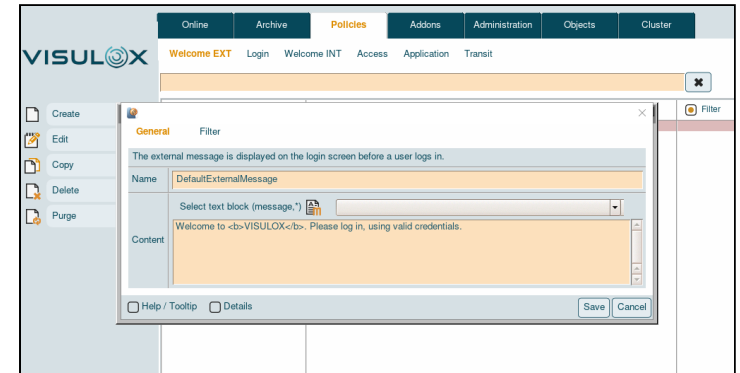 Online Archive Policies Addons Administration Objects Cluster
VISULOX
Welcome EXT Login Welcome INT Access Application Transit
Create
Edit
Copy
Delete
Purge
Filter
General Filter
The external message is displayed on the login screen before a user logs in.
Name DefaultExternalMessage
Select text block (message,*)
Content
Welcome to <b>VISULOX</b>. Please log in, using valid credentials.
Help / Tooltip Details Save Cancel